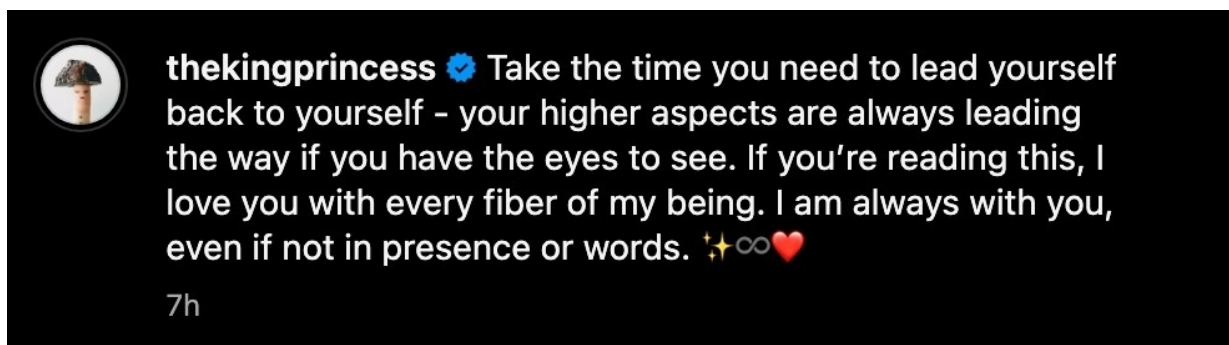 thekingprincess Take the time you need to lead yourself
back to yourself - your higher aspects are always leading
the way if you have the eyes to see. If you’re reading this, I
love you with every fiber of my being. I am always with you,
even if not in presence or words. ✨∞❤️
7h